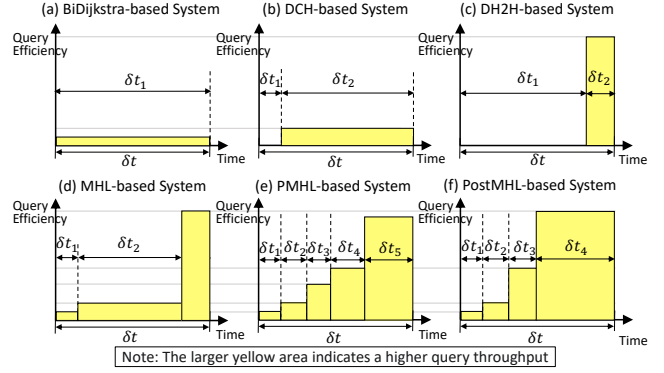 (a) BiDijkstra-based System
Query
Efficiency
δt₁
δt
Time
(b) DCH-based System
Query
Efficiency
δt₁
δt₂
δt
Time
(c) DH2H-based System
Query
Efficiency
δt₁
δt₂
δt
Time
(d) MHL-based System
Query
Efficiency
δt₁
δt₂
δt
Time
(e) PMHL-based System
Query
Efficiency
δt₁
δt₂
δt₃
δt₄
δt₅
δt
Time
(f) PostMHL-based System
Query
Efficiency
δt₁
δt₂
δt₃
δt₄
δt
Time
Note: The larger yellow area indicates a higher query throughput